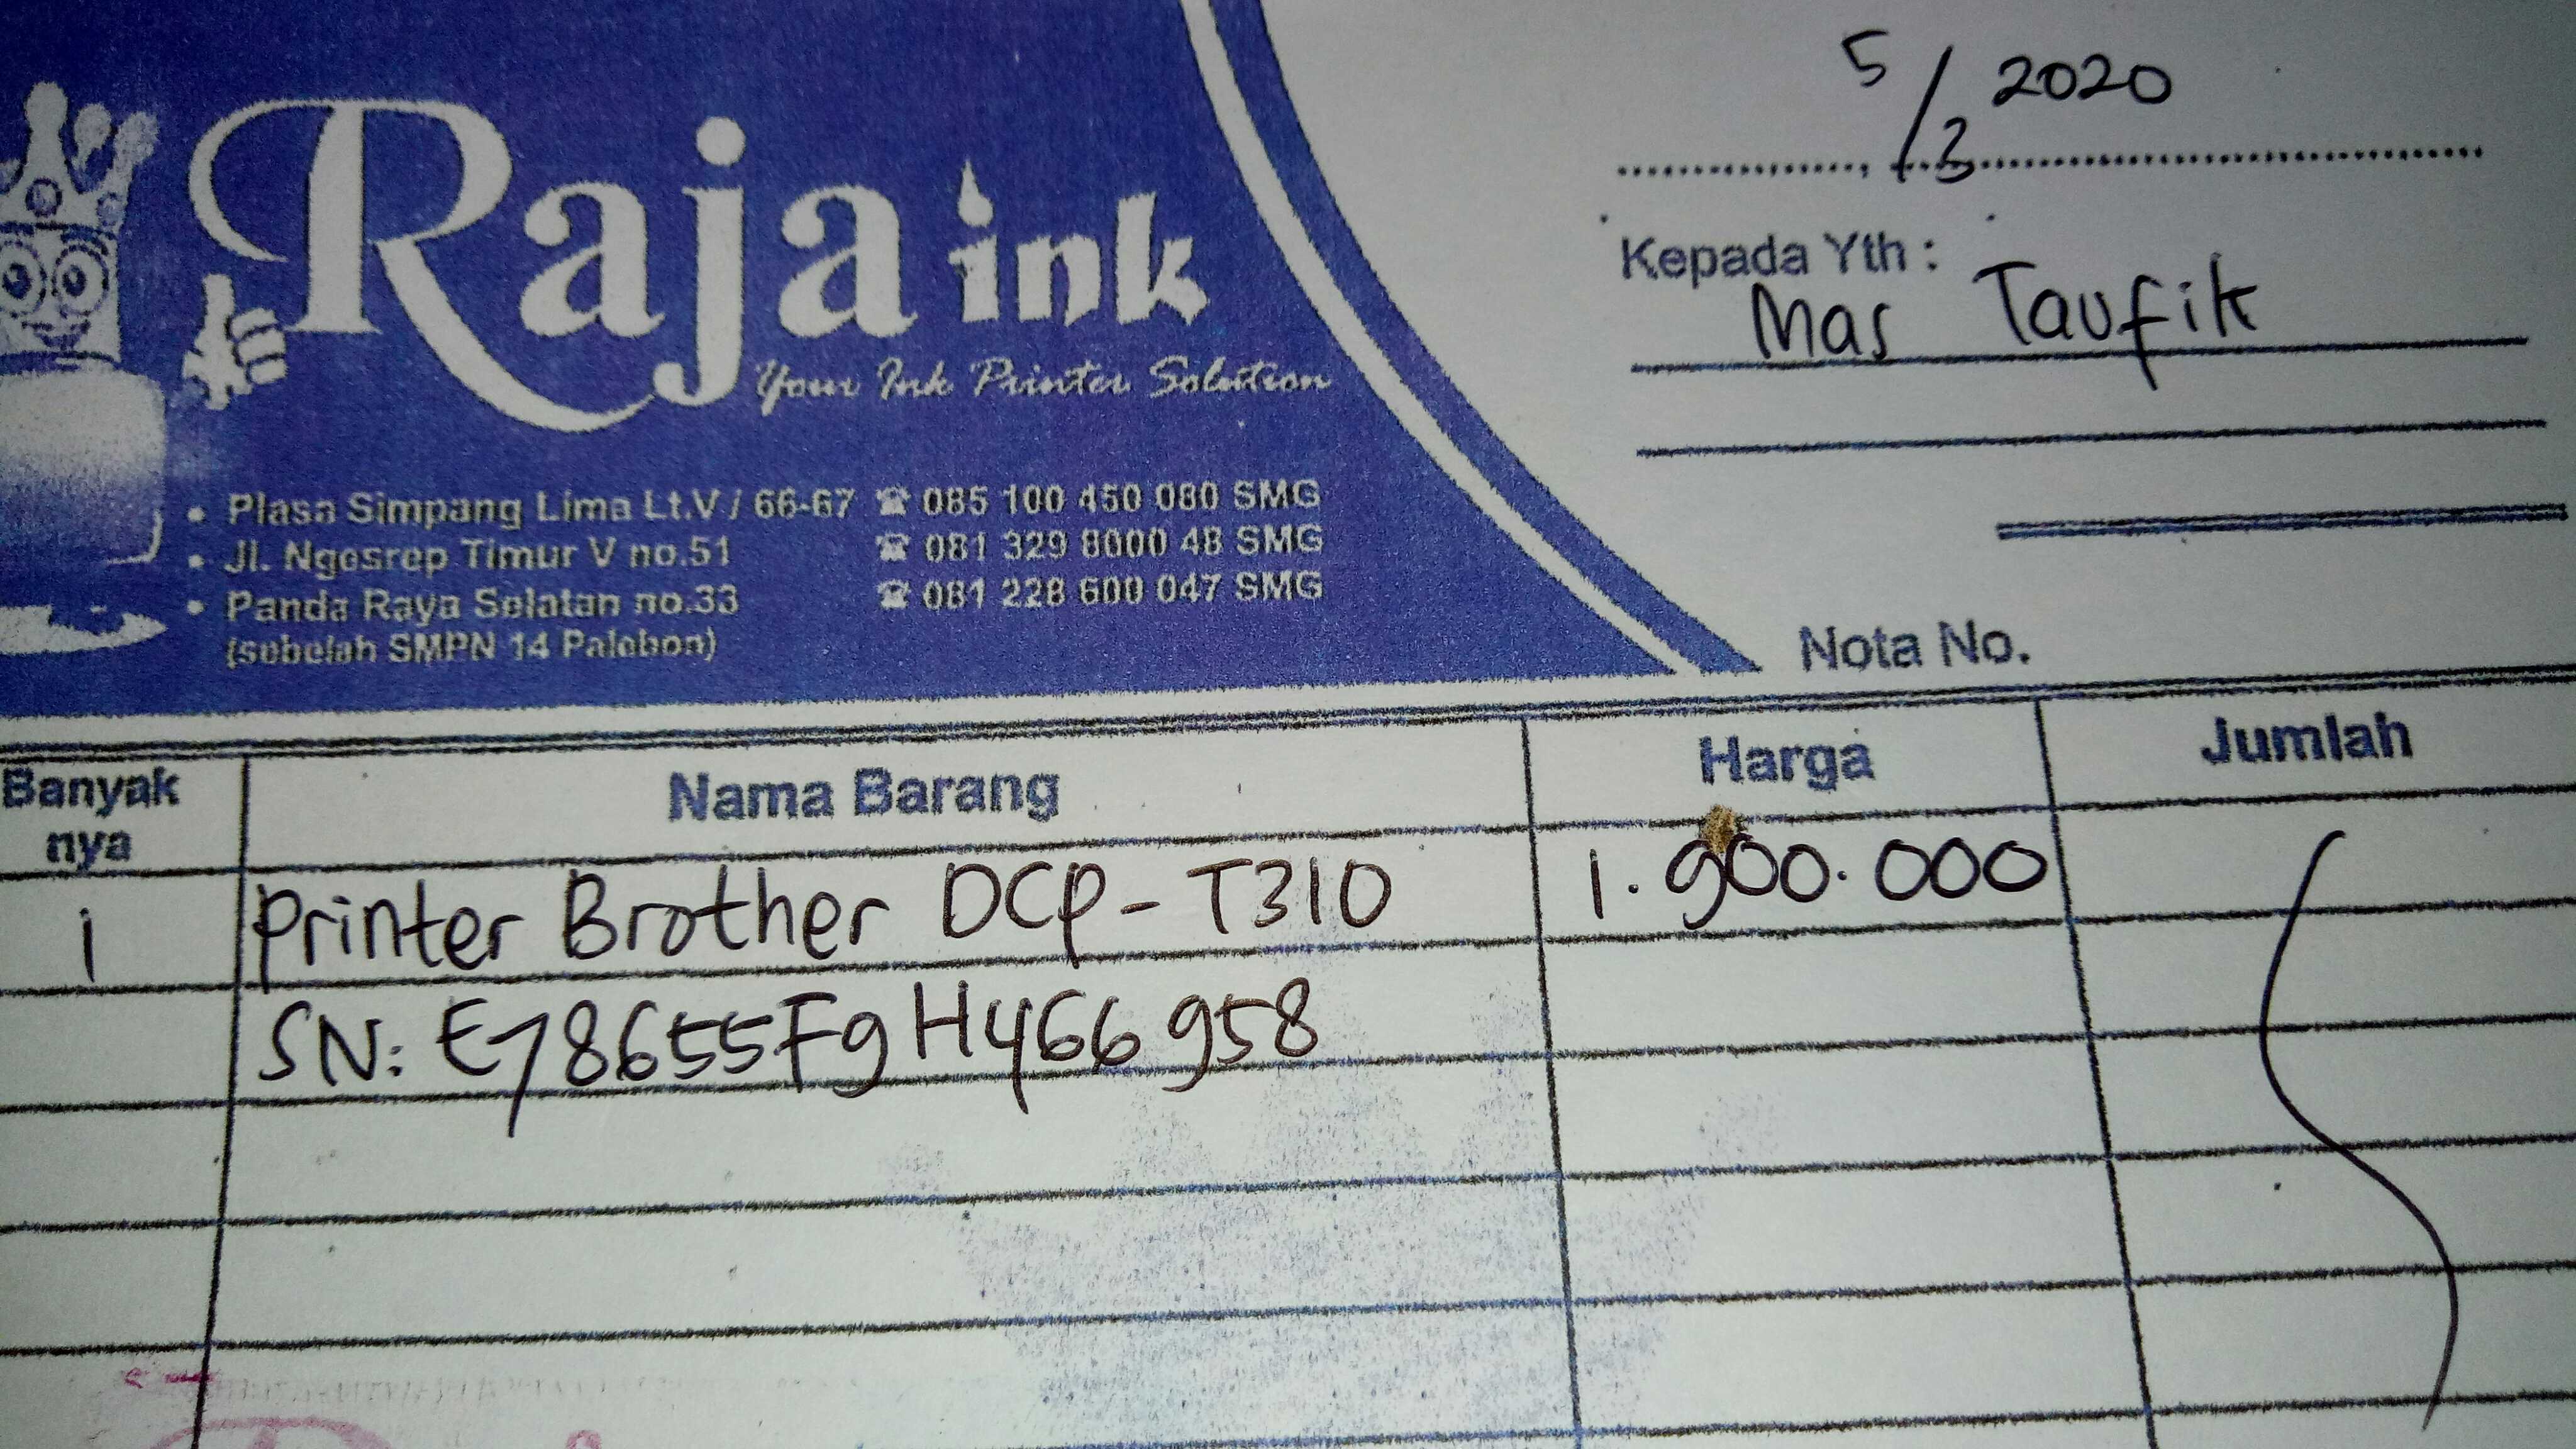 Raja ink
Your Ink Printer Solution
• Plasa Simpang Lima Lt.V / 66-67 ☎ 085 100 450 080 SMG
• Jl. Ngesrep Timur V no.51 ☎ 081 329 8000 48 SMG
• Panda Raya Selatan no.33 ☎ 081 228 600 047 SMG
(sebelah SMPN 14 Palebon)
5/3 2020
Kepada Yth :
Mas Taufik
Nota No.
Banyak nya Nama Barang Harga Jumlah
1 Printer Brother DCP-T310 1.900.000
SN: E78655F9H466958